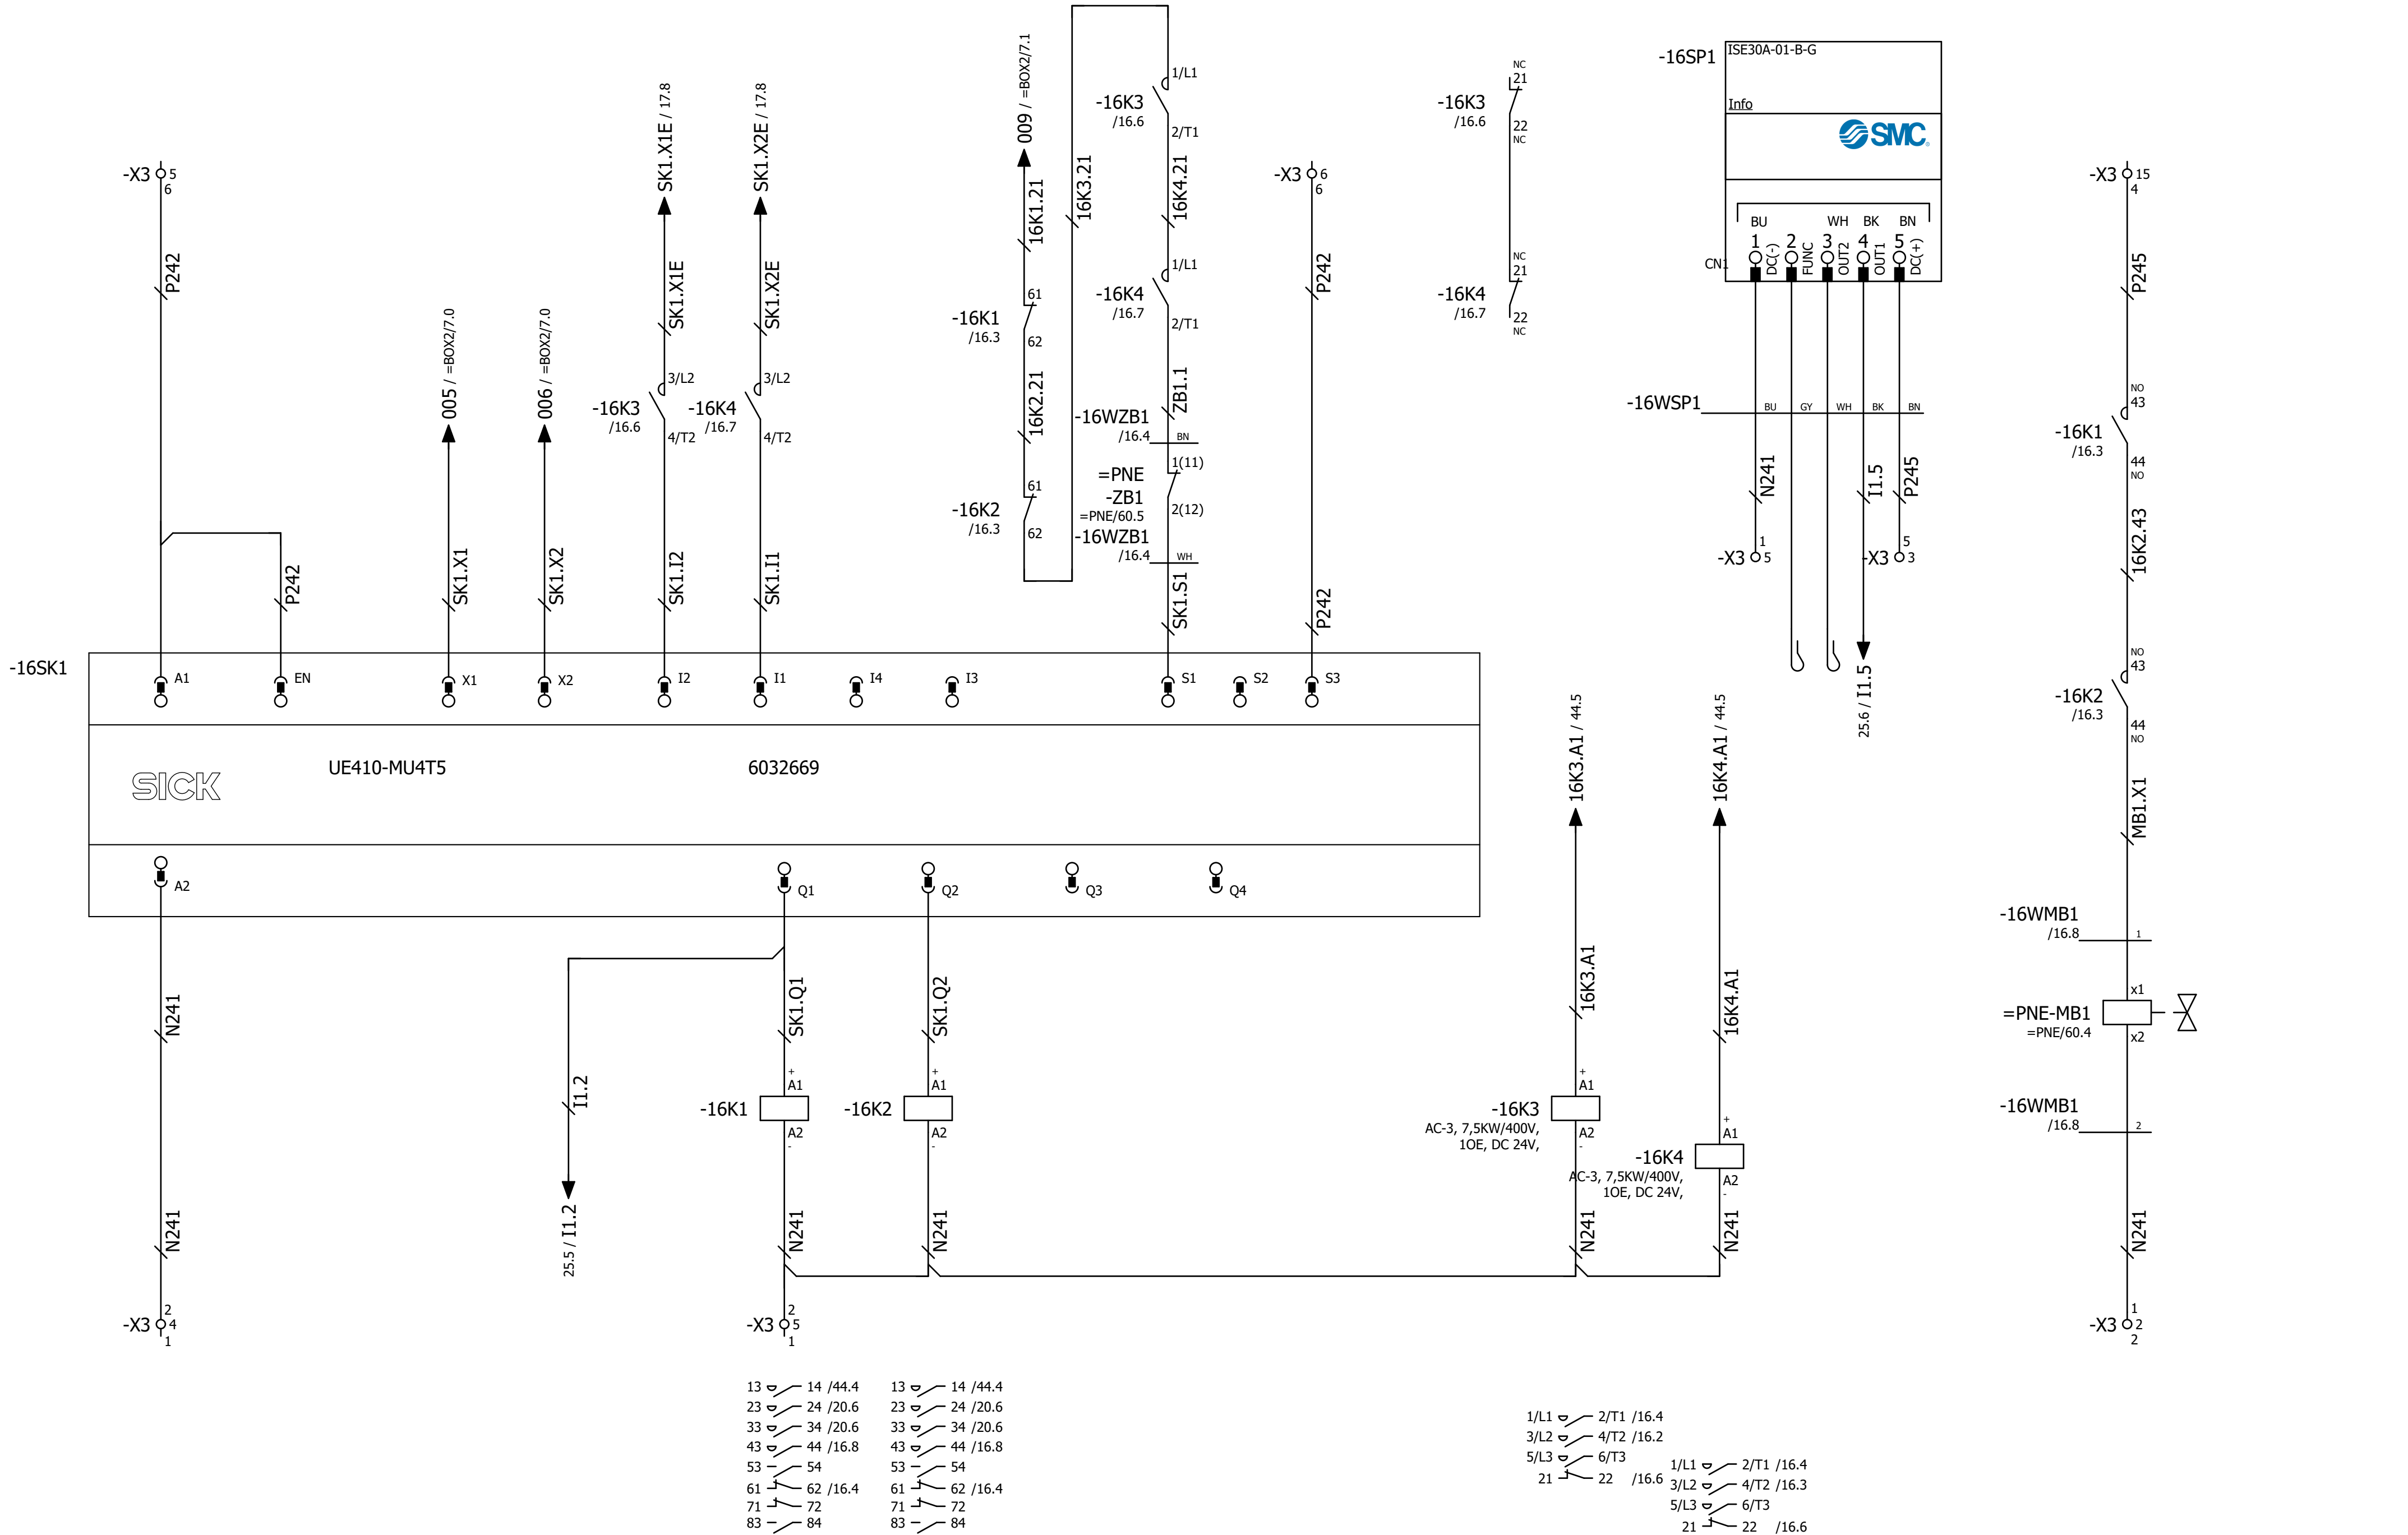 -16SP1
ISE30A-01-B-G
Info
SMC
BU
WH
BK
BN
1
2
3
4
5
DC(-)
FUNC
OUT2
OUT1
DC(+)
CN1
-16WSP1
BU
GY
WH
BK
BN
N241
I1.5
P245
1
-X3
5
5
-X3
3
25.6 / I1.5
-X3
5
6
P242
P242
005 / =BOX2/7.0
SK1.X1
006 / =BOX2/7.0
SK1.X2
SK1.X1E / 17.8
SK1.X1E
3/L2
-16K3
/16.6
4/T2
SK1.I2
SK1.X2E / 17.8
SK1.X2E
3/L2
-16K4
/16.7
4/T2
SK1.I1
009 / =BOX2/7.1
16K1.21
61
-16K1
/16.3
62
16K2.21
61
-16K2
/16.3
62
16K3.21
1/L1
-16K3
/16.6
2/T1
16K4.21
1/L1
-16K4
/16.7
2/T1
ZB1.1
-16WZB1
/16.4
BN
1(11)
=PNE
-ZB1
=PNE/60.5
2(12)
-16WZB1
/16.4
WH
SK1.S1
-X3
6
6
P242
P242
NC
21
-16K3
/16.6
22
NC
NC
21
-16K4
/16.7
22
NC
-X3
15
4
P245
NO
43
-16K1
/16.3
44
NO
16K2.43
NO
43
-16K2
/16.3
44
NO
MB1.X1
-16WMB1
/16.8
1
x1
=PNE-MB1
=PNE/60.4
x2
-16WMB1
/16.8
2
N241
1
-X3
2
2
-16SK1
A1
EN
X1
X2
I2
I1
I4
I3
S1
S2
S3
SICK
UE410-MU4T5
6032669
A2
Q1
Q2
Q3
Q4
N241
N241
2
-X3
4
1
I1.2
25.5 / I1.2
SK1.Q1
+
A1
-16K1
A2
-
N241
2
-X3
5
1
SK1.Q2
+
A1
-16K2
A2
-
N241
16K3.A1 / 44.5
16K3.A1
+
A1
-16K3
AC-3, 7,5KW/400V,
1OE, DC 24V,
A2
-
N241
16K4.A1 / 44.5
16K4.A1
+
A1
-16K4
AC-3, 7,5KW/400V,
1OE, DC 24V,
A2
-
N241
13 14 /44.4
23 24 /20.6
33 34 /20.6
43 44 /16.8
53 54
61 62 /16.4
71 72
83 84
13 14 /44.4
23 24 /20.6
33 34 /20.6
43 44 /16.8
53 54
61 62 /16.4
71 72
83 84
1/L1 2/T1 /16.4
3/L2 4/T2 /16.2
5/L3 6/T3
21 22 /16.6
1/L1 2/T1 /16.4
3/L2 4/T2 /16.3
5/L3 6/T3
21 22 /16.6